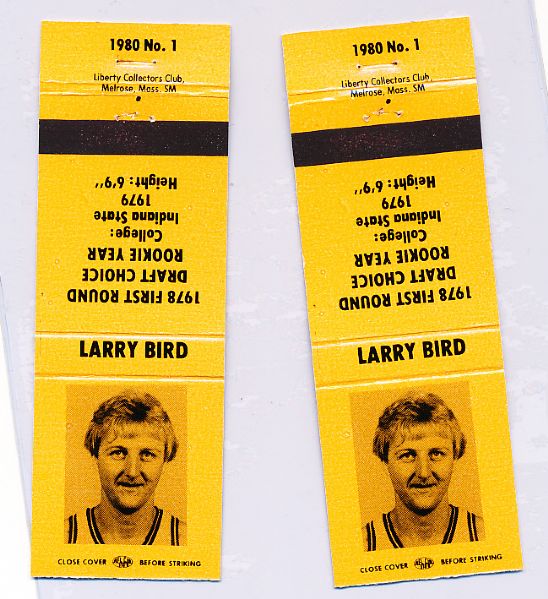 1980 No. 1
Liberty Collectors Club,
Melrose, Mass. SM
Height: 6'9"
1979
Indiana State
College:
ROOKIE YEAR
DRAFT CHOICE
1978 FIRST ROUND
LARRY BIRD
CLOSE COVER BEFORE STRIKING
1980 No. 1
Liberty Collectors Club,
Melrose, Mass. SM
Height: 6'9"
1979
Indiana State
College:
ROOKIE YEAR
DRAFT CHOICE
1978 FIRST ROUND
LARRY BIRD
CLOSE COVER BEFORE STRIKING